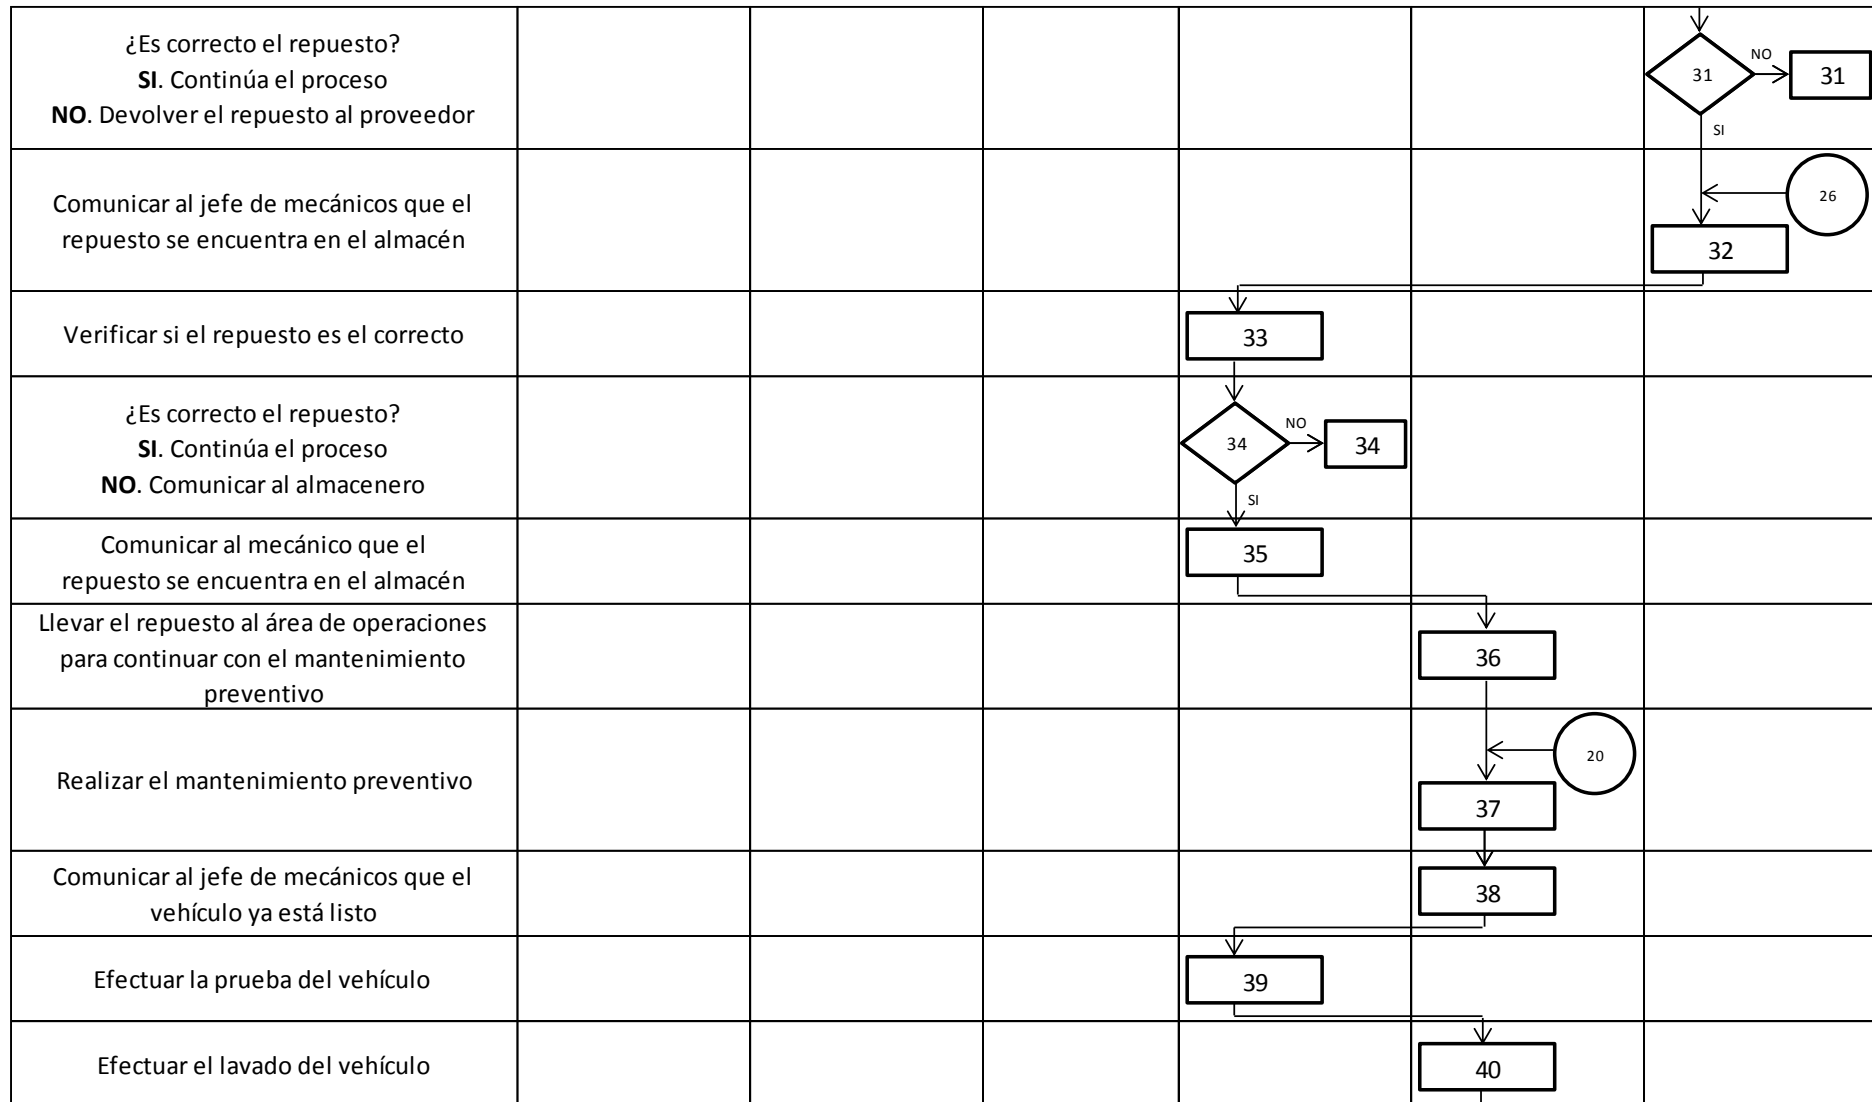 ¿Es correcto el repuesto?
SI. Continúa el proceso
NO. Devolver el repuesto al proveedor
31
NO
31
SI
Comunicar al jefe de mecánicos que el
repuesto se encuentra en el almacén
26
32
Verificar si el repuesto es el correcto
33
¿Es correcto el repuesto?
SI. Continúa el proceso
NO. Comunicar al almacenero
34
NO
34
SI
Comunicar al mecánico que el
repuesto se encuentra en el almacén
35
Llevar el repuesto al área de operaciones
para continuar con el mantenimiento
preventivo
36
Realizar el mantenimiento preventivo
20
37
Comunicar al jefe de mecánicos que el
vehículo ya está listo
38
Efectuar la prueba del vehículo
39
Efectuar el lavado del vehículo
40